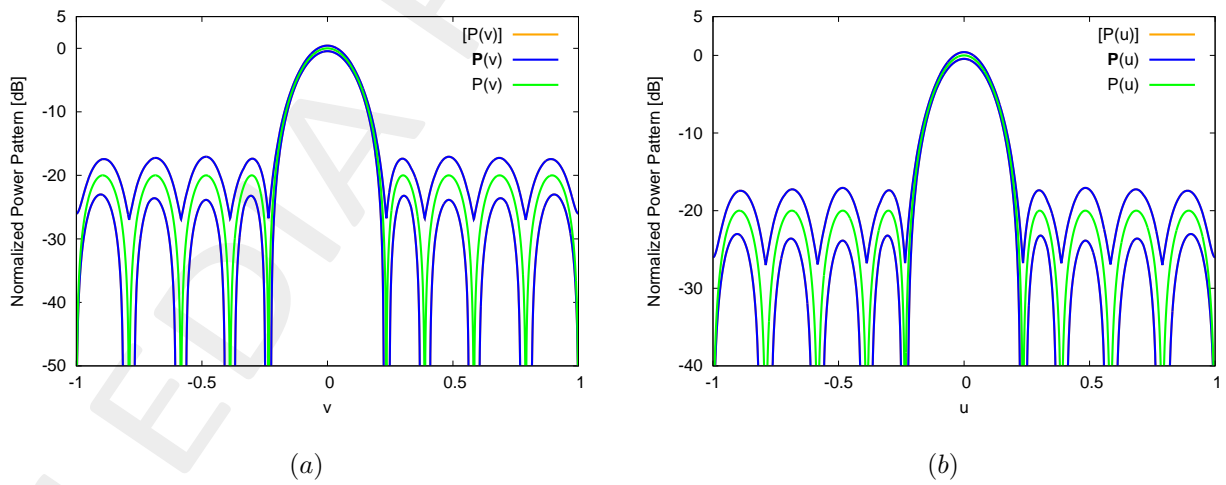 5
0
-10
-20
-30
-40
-50
Normalized Power Pattern [dB]
-1
-0.5
0
0.5
1
v
[P(v)]
P(v)
P(v)
(a)
5
0
-10
-20
-30
-40
Normalized Power Pattern [dB]
-1
-0.5
0
0.5
1
u
[P(u)]
P(u)
P(u)
(b)
EDIA